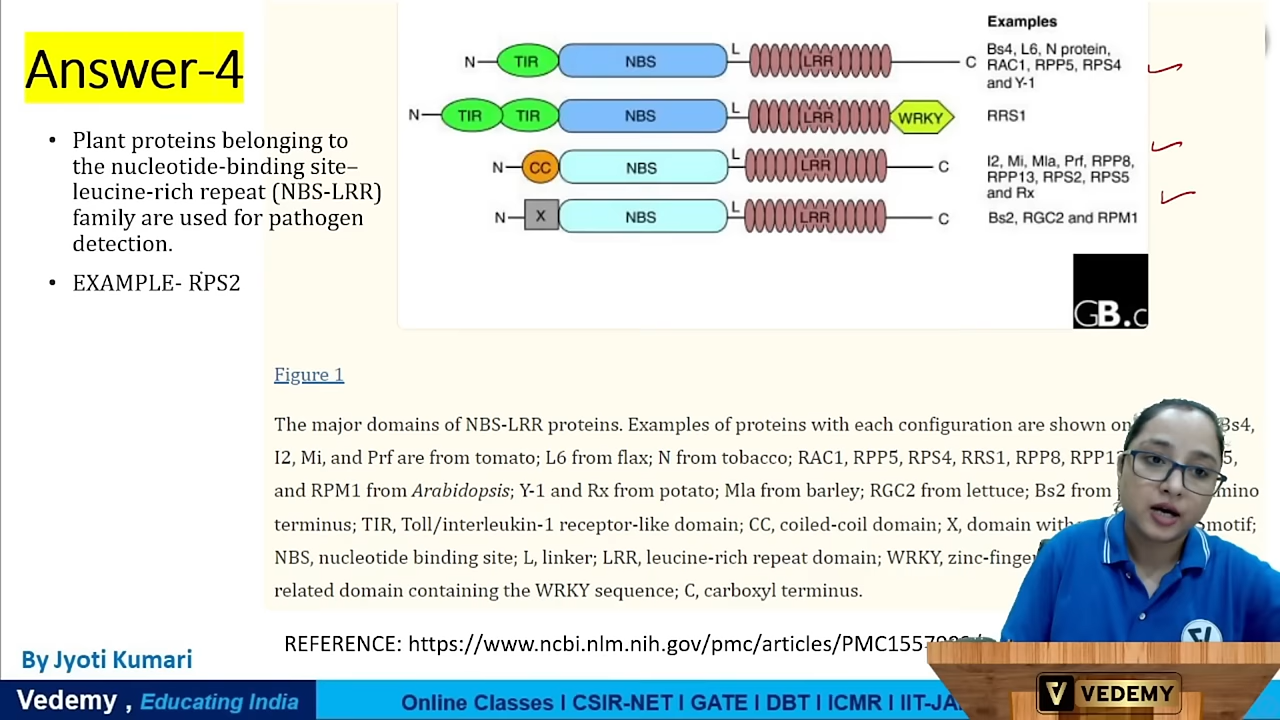 Answer-4
• Plant proteins belonging to
the nucleotide-binding site–
leucine-rich repeat (NBS-LRR)
family are used for pathogen
detection.
• EXAMPLE- RPS2
Examples
N TIR NBS L LRR C
Bs4, L6, N protein,
RAC1, RPP5, RPS4
and Y-1
N TIR TIR NBS L LRR WRKY
RRS1
N CC NBS L LRR C
I2, Mi, Mla, Prf, RPP8,
RPP13, RPS2, RPS5
and Rx
N X NBS L LRR C
Bs2, RGC2 and RPM1
GB.c
Figure 1
The major domains of NBS-LRR proteins. Examples of proteins with each configuration are shown on Bs4,
I2, Mi, and Prf are from tomato; L6 from flax; N from tobacco; RAC1, RPP5, RPS4, RRS1, RPP8,
and RPM1 from Arabidopsis; Y-1 and Rx from potato; Mla from barley; RGC2 from lettuce; Bs2 from
terminus; TIR, Toll/interleukin-1 receptor-like domain; CC, coiled-coil domain; X, domain motif;
NBS, nucleotide binding site; L, linker; LRR, leucine-rich repeat domain; WRKY,
related domain containing the WRKY sequence; C, carboxyl terminus.
REFERENCE: https://www.ncbi.nlm.nih.gov/pmc/articles/
By Jyoti Kumari
Vedemy , Educating India
Online Classes I CSIR-NET I GATE I DBT I ICMR I
V VEDEMY